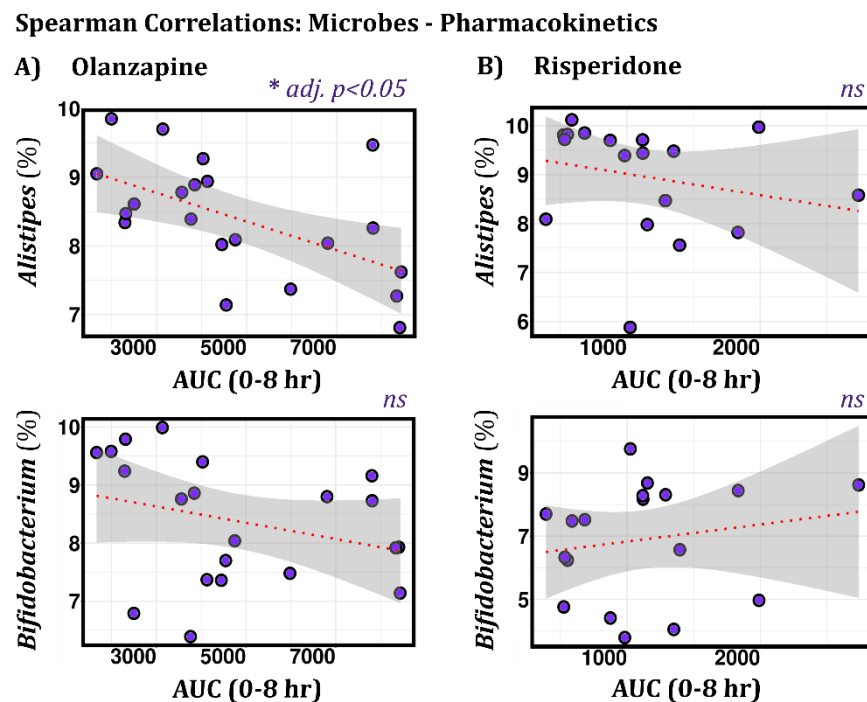 Spearman Correlations: Microbes - Pharmacokinetics
A) Olanzapine
* adj. p<0.05
Alistipes (%)
10
9
8
7
3000 5000 7000
AUC (0-8 hr)
B) Risperidone
ns
Alistipes (%)
10
9
8
7
6
1000 2000
AUC (0-8 hr)
ns
Bifidobacterium (%)
10
9
8
7
3000 5000 7000
AUC (0-8 hr)
ns
Bifidobacterium (%)
9
7
5
1000 2000
AUC (0-8 hr)